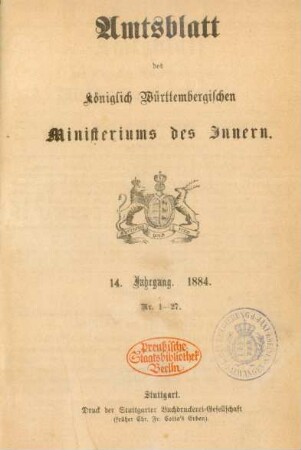 Amtsblatt
des
Königlich Württembergischen
Ministeriums des Innern.
14. Jahrgang. 1884.
Nr. 1–27.
Preußische
Staatsbibliothek
Berlin
Stuttgart.
Druck der Stuttgarter Buchdruckerei-Gesellschaft
(früher Chr. Fr. Cotta's Erben)